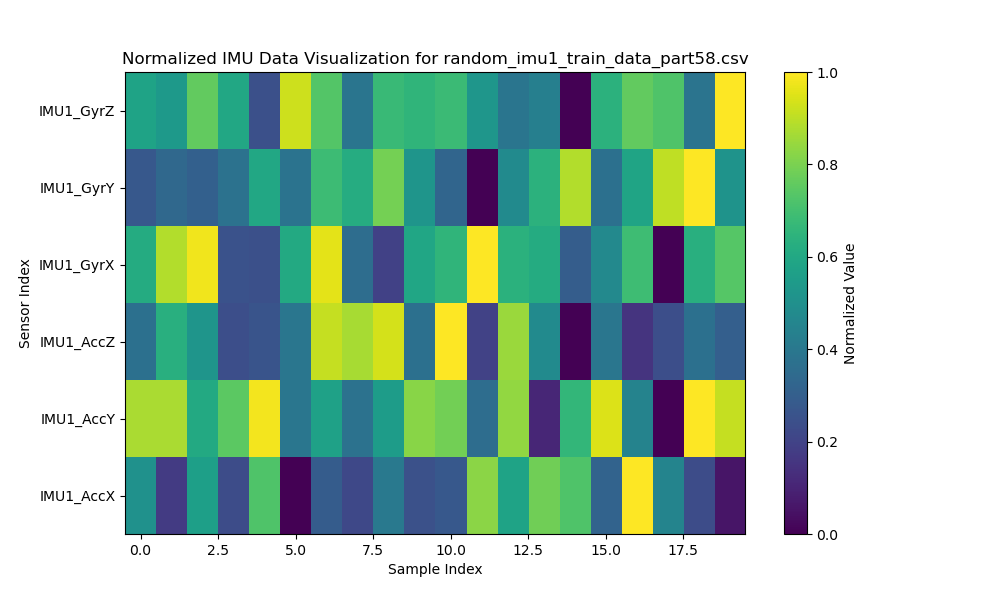 Normalized IMU Data Visualization for random_imu1_train_data_part58.csv
IMU1_GyrZ
IMU1_GyrY
IMU1_GyrX
IMU1_AccZ
IMU1_AccY
IMU1_AccX
Sensor Index
0.0 2.5 5.0 7.5 10.0 12.5 15.0 17.5
Sample Index
1.0
0.8
0.6
0.4
0.2
0.0
Normalized Value